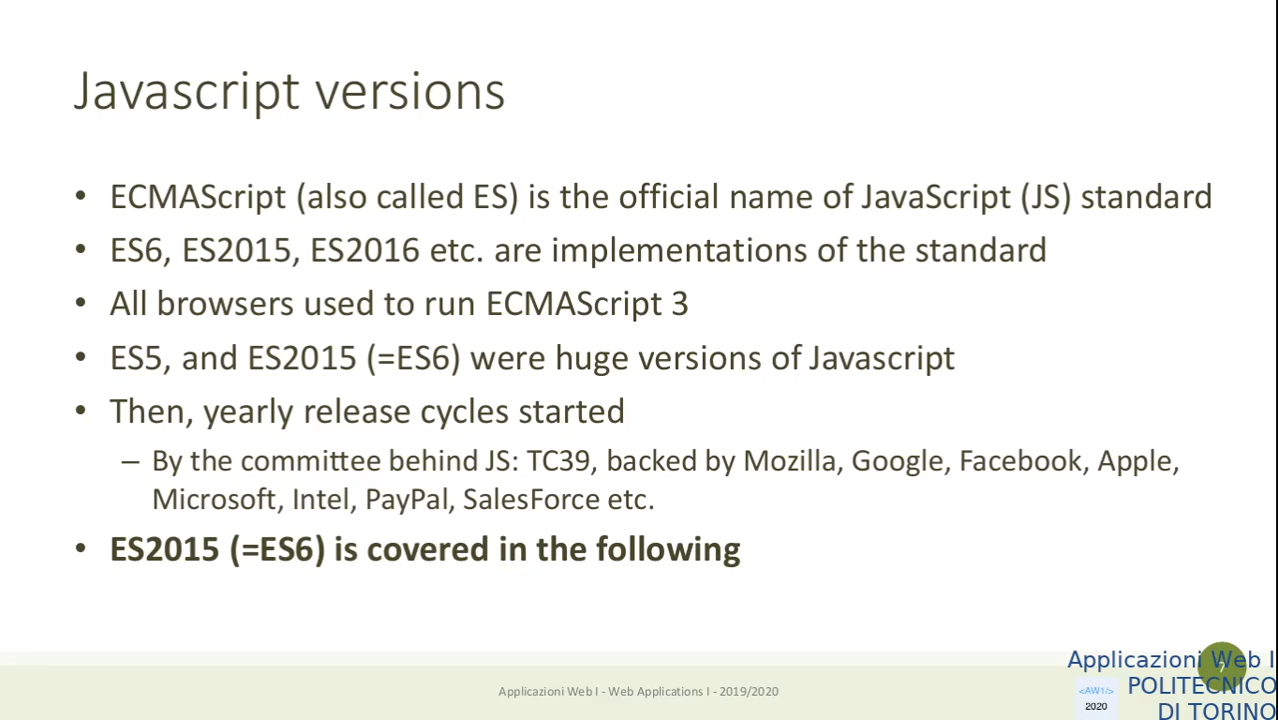 Javascript versions
• ECMAScript (also called ES) is the official name of JavaScript (JS) standard
• ES6, ES2015, ES2016 etc. are implementations of the standard
• All browsers used to run ECMAScript 3
• ES5, and ES2015 (=ES6) were huge versions of Javascript
• Then, yearly release cycles started
– By the committee behind JS: TC39, backed by Mozilla, Google, Facebook, Apple,
Microsoft, Intel, PayPal, SalesForce etc.
• ES2015 (=ES6) is covered in the following
Applicazioni Web I - Web Applications I - 2019/2020
Applicazioni Web I
POLITECNICO
DI TORINO
<AW1/>
2020